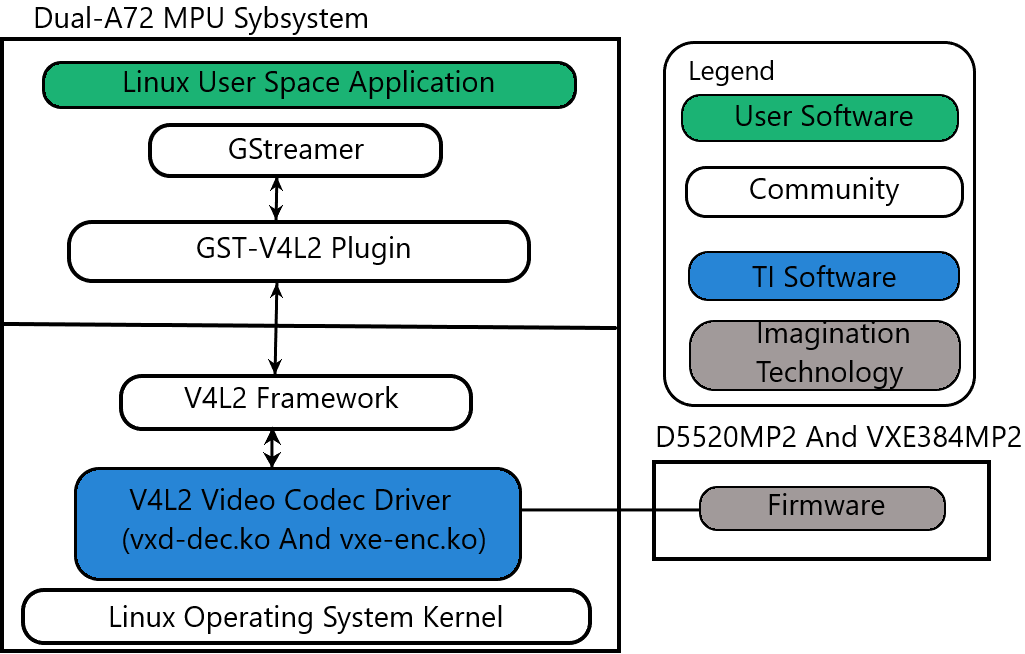 Dual-A72 MPU Sybsystem
Linux User Space Application
GStreamer
GST-V4L2 Plugin
V4L2 Framework
V4L2 Video Codec Driver
(vxd-dec.ko And vxe-enc.ko)
Linux Operating System Kernel
Legend
User Software
Community
TI Software
Imagination
Technology
D5520MP2 And VXE384MP2
Firmware